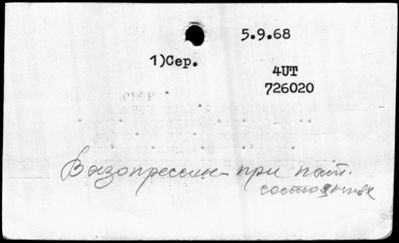 5.9.68
1)Сер.
4UT
726020
Вазопрессин - при пат.
состояниях